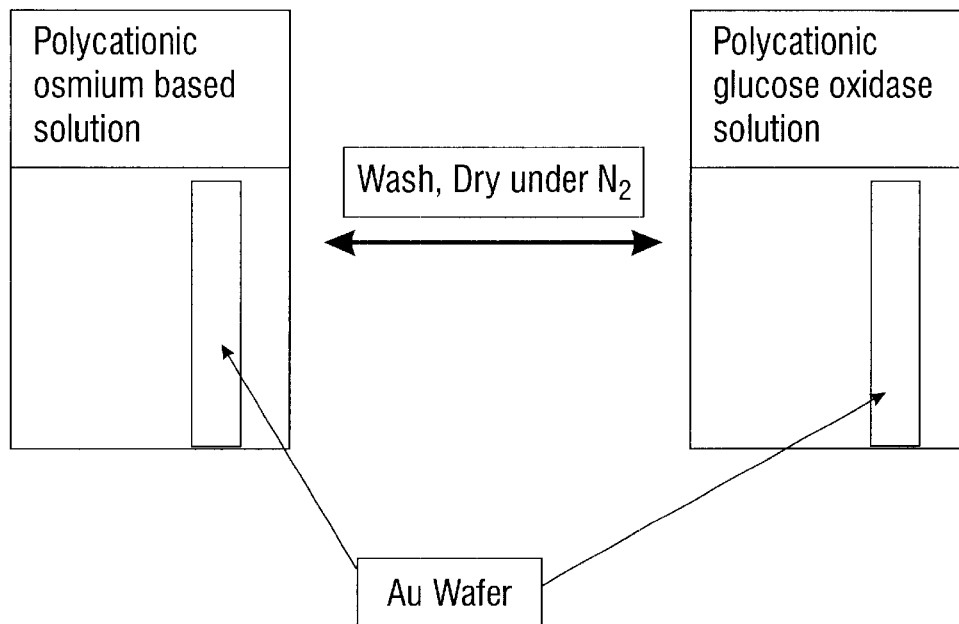 Polycationic
osmium based
solution
Polycationic
glucose oxidase
solution
Wash, Dry under N₂
Au Wafer